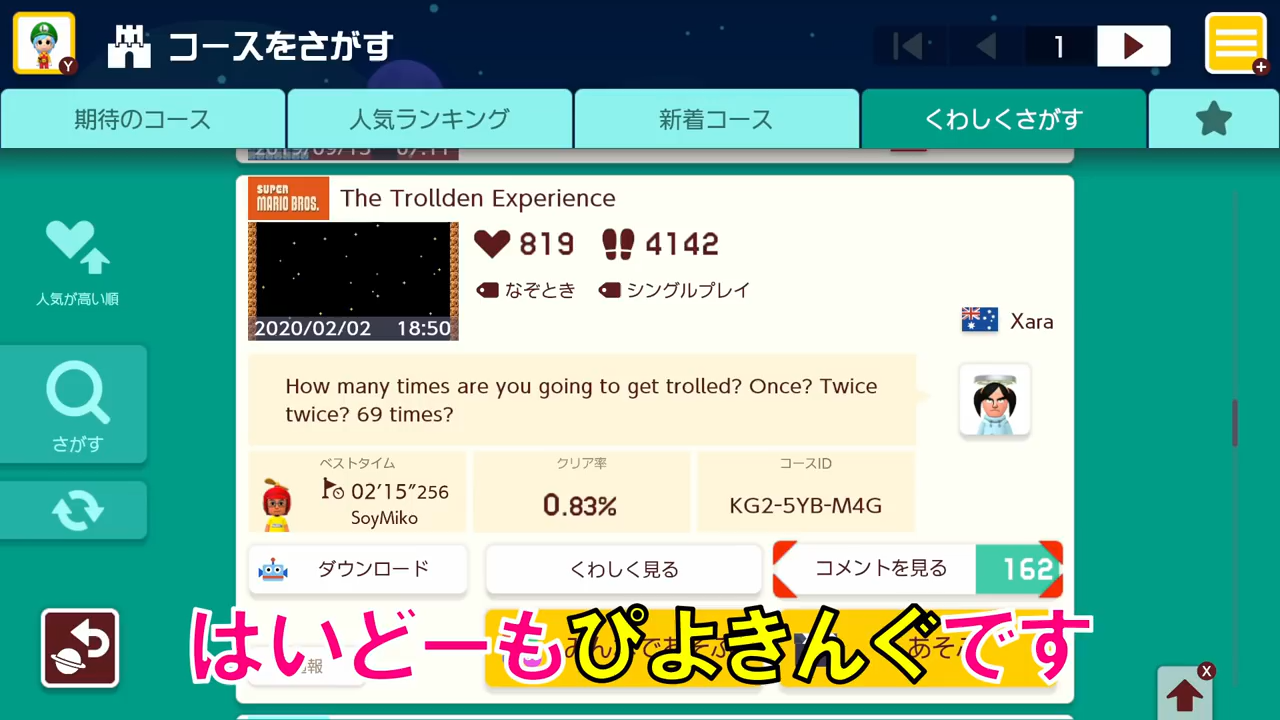 Y
コースをさがす
1
+
期待のコース
人気ランキング
新着コース
くわしくさがす
SUPER
MARIO BROS.
The Trollden Experience
819
4142
なぞとき
シングルプレイ
2020/02/02 18:50
Xara
人気が高い順
How many times are you going to get trolled? Once? Twice
twice? 69 times?
さがす
ベストタイム
02'15"256
SoyMiko
クリア率
0.83%
コースID
KG2-5YB-M4G
ダウンロード
くわしく見る
コメントを見る
162
はいどーもぴよきんぐです
X